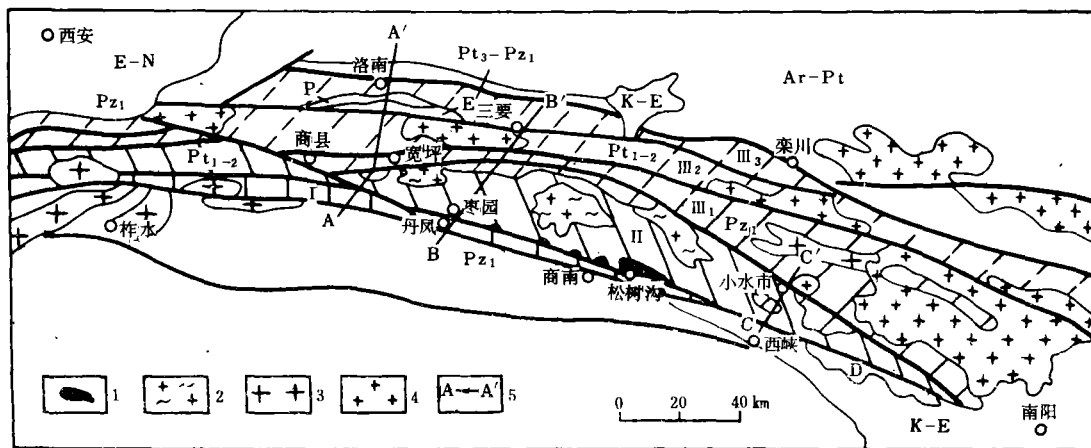 西安
E-N
A′
Pt₃-Pz₁
Ar-Pt
洛南
P
E
三要
B′
K-E
Pz₁
商县
宽坪
Pt₁₋₂
栾川
III₃
III₂
III₁
Pt₁₋₂
I
A
枣园
丹凤
B
Pz₁
II
Pz₁
C′
柞水
商南
松树沟
小水市
C
西峡
D
1
2
3
4
A
A′
5
0 20 40 km
K-E
南阳